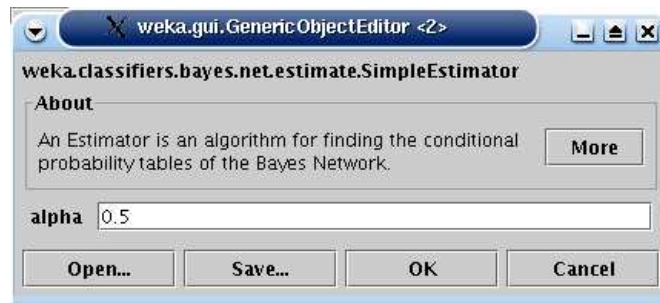 weka.gui.GenericObjectEditor <2>
weka.classifiers.bayes.net.estimate.SimpleEstimator
About
An Estimator is an algorithm for finding the conditional
probability tables of the Bayes Network.
More
alpha 0.5
Open... Save... OK Cancel